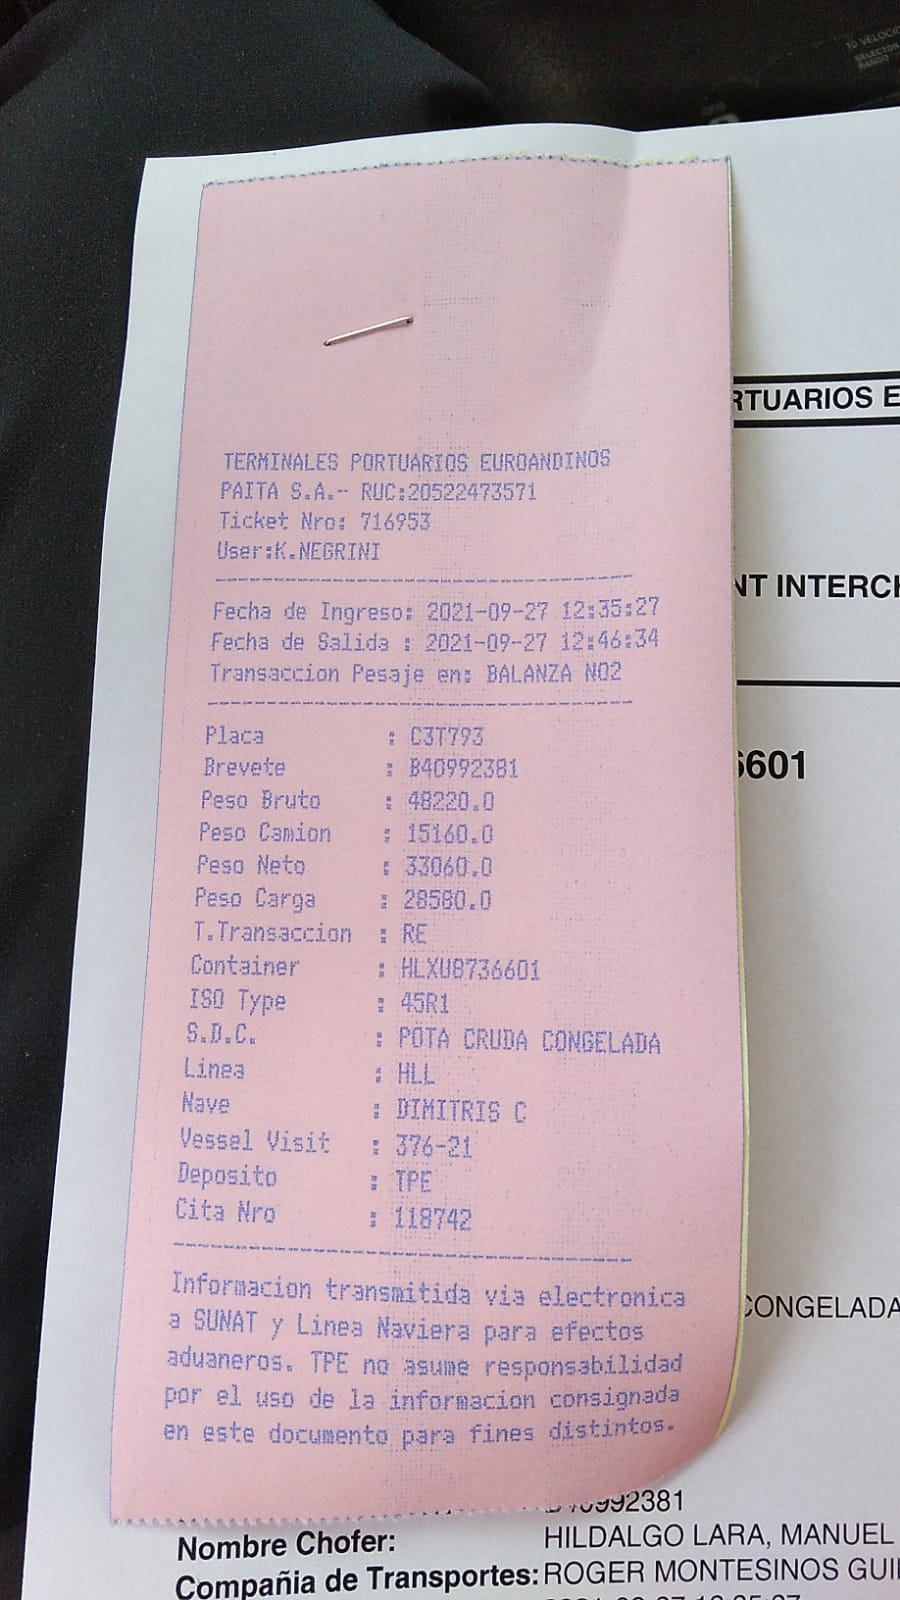 TO VELOCID
SELECTOR
RANGO
RTUARIOS E
NT INTERCH
6601
TERMINALES PORTUARIOS EUROANDINOS
PAITA S.A.- RUC:20522473571
Ticket Nro: 716953
User:K.NEGRINI
Fecha de Ingreso: 2021-09-27 12:35:27
Fecha de Salida : 2021-09-27 12:46:34
Transaccion Pesaje en: BALANZA NO2
Placa : C3T793
Brevete : B40992381
Peso Bruto : 48220.0
Peso Camion : 15160.0
Peso Neto : 33060.0
Peso Carga : 28580.0
T.Transaccion : RE
Container : HLXU8736601
ISO Type : 45R1
S.D.C. : POTA CRUDA CONGELADA
Linea : HLL
Nave : DIMITRIS C
Vessel Visit : 376-21
Deposito : TPE
Cita Nro : 118742
Informacion transmitida via electronica
a SUNAT y Linea Naviera para efectos
aduaneros. TPE no asume responsabilidad
por el uso de la informacion consignada
en este documento para fines distintos.
CONGELADA
B40992381
Nombre Chofer: HILDALGO LARA, MANUEL
Compañia de Transportes: ROGER MONTESINOS GUI